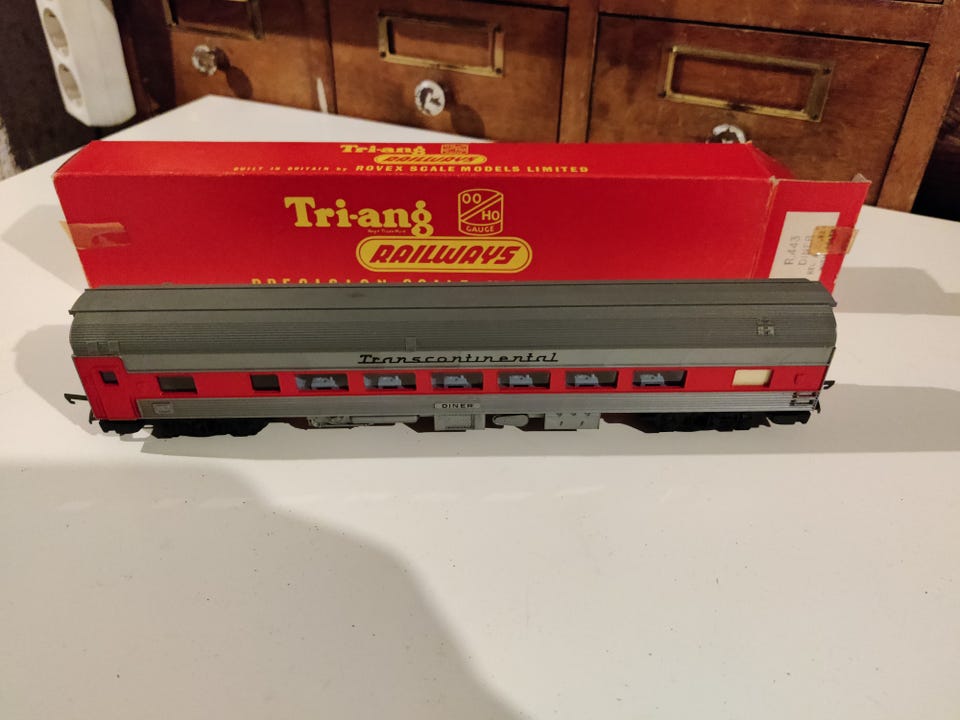 Tri-ang
RAILWAYS
BUILT IN BRITAIN by ROVEX SCALE MODELS LIMITED
Tri-ang
OO
HO
GAUGE
RAILWAYS
R.443
DINER
Transcontinental
DINER